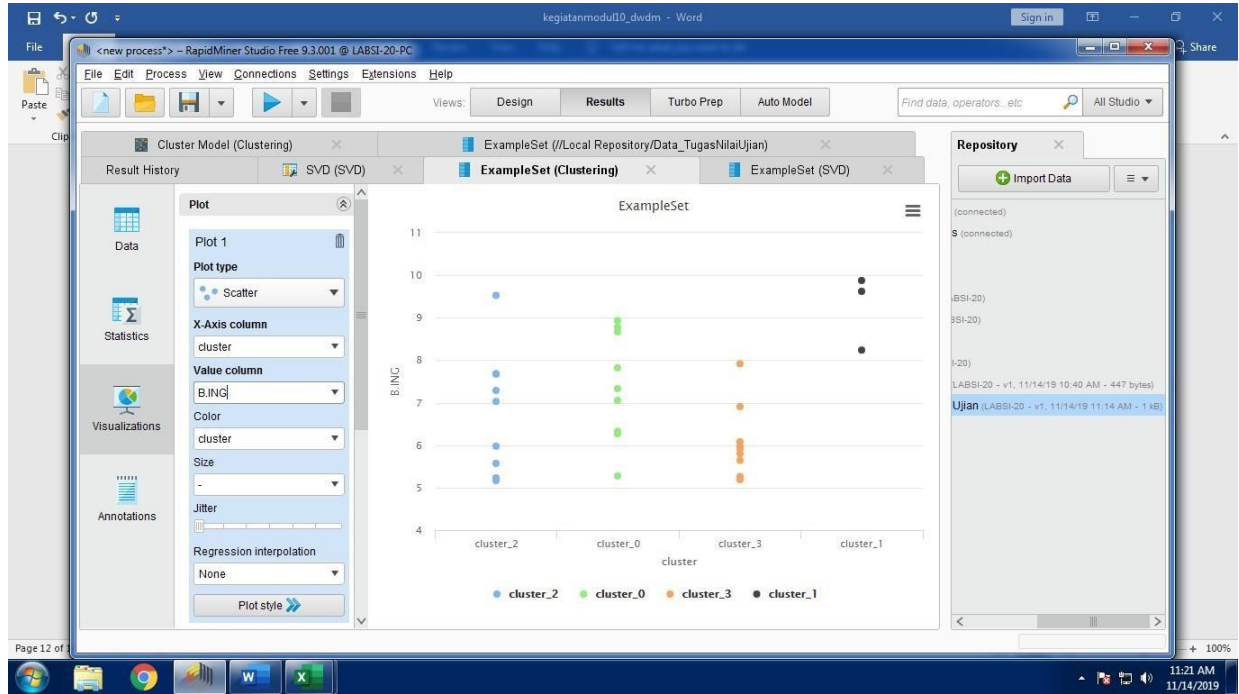 kegiatanmodul10_dwdm - Word
Sign in
File
Share
<new process*> – RapidMiner Studio Free 9.3.001 @ LABSI-20-PC
File Edit Process View Connections Settings Extensions Help
Paste
Clip
Views: Design Results Turbo Prep Auto Model
Find data, operators...etc
All Studio
Cluster Model (Clustering)
ExampleSet (//Local Repository/Data_TugasNilaiUjian)
Result History
SVD (SVD)
ExampleSet (Clustering)
ExampleSet (SVD)
Repository
Import Data
(connected)
S (connected)
ABSI-20)
BSI-20)
I-20)
LABSI-20 - v1, 11/14/19 10:40 AM - 447 bytes)
Ujian (LABSI-20 - v1, 11/14/19 11:14 AM - 1 kB)
Data
Statistics
Visualizations
Annotations
Plot
Plot 1
Plot type
Scatter
X-Axis column
cluster
Value column
B.ING
Color
cluster
Size
-
Jitter
Regression interpolation
None
Plot style
ExampleSet
11
10
9
8
7
6
5
4
B.ING
cluster_2 cluster_0 cluster_3 cluster_1
cluster
cluster_2 cluster_0 cluster_3 cluster_1
Page 12 of 1
100%
11:21 AM
11/14/2019